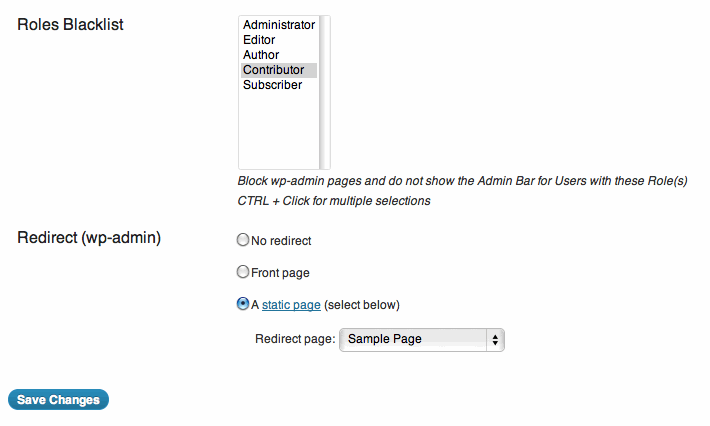 Roles Blacklist
Administrator
Editor
Author
Contributor
Subscriber
Block wp-admin pages and do not show the Admin Bar for Users with these Role(s)
CTRL + Click for multiple selections
Redirect (wp-admin)
No redirect
Front page
A static page (select below)
Redirect page: Sample Page
Save Changes